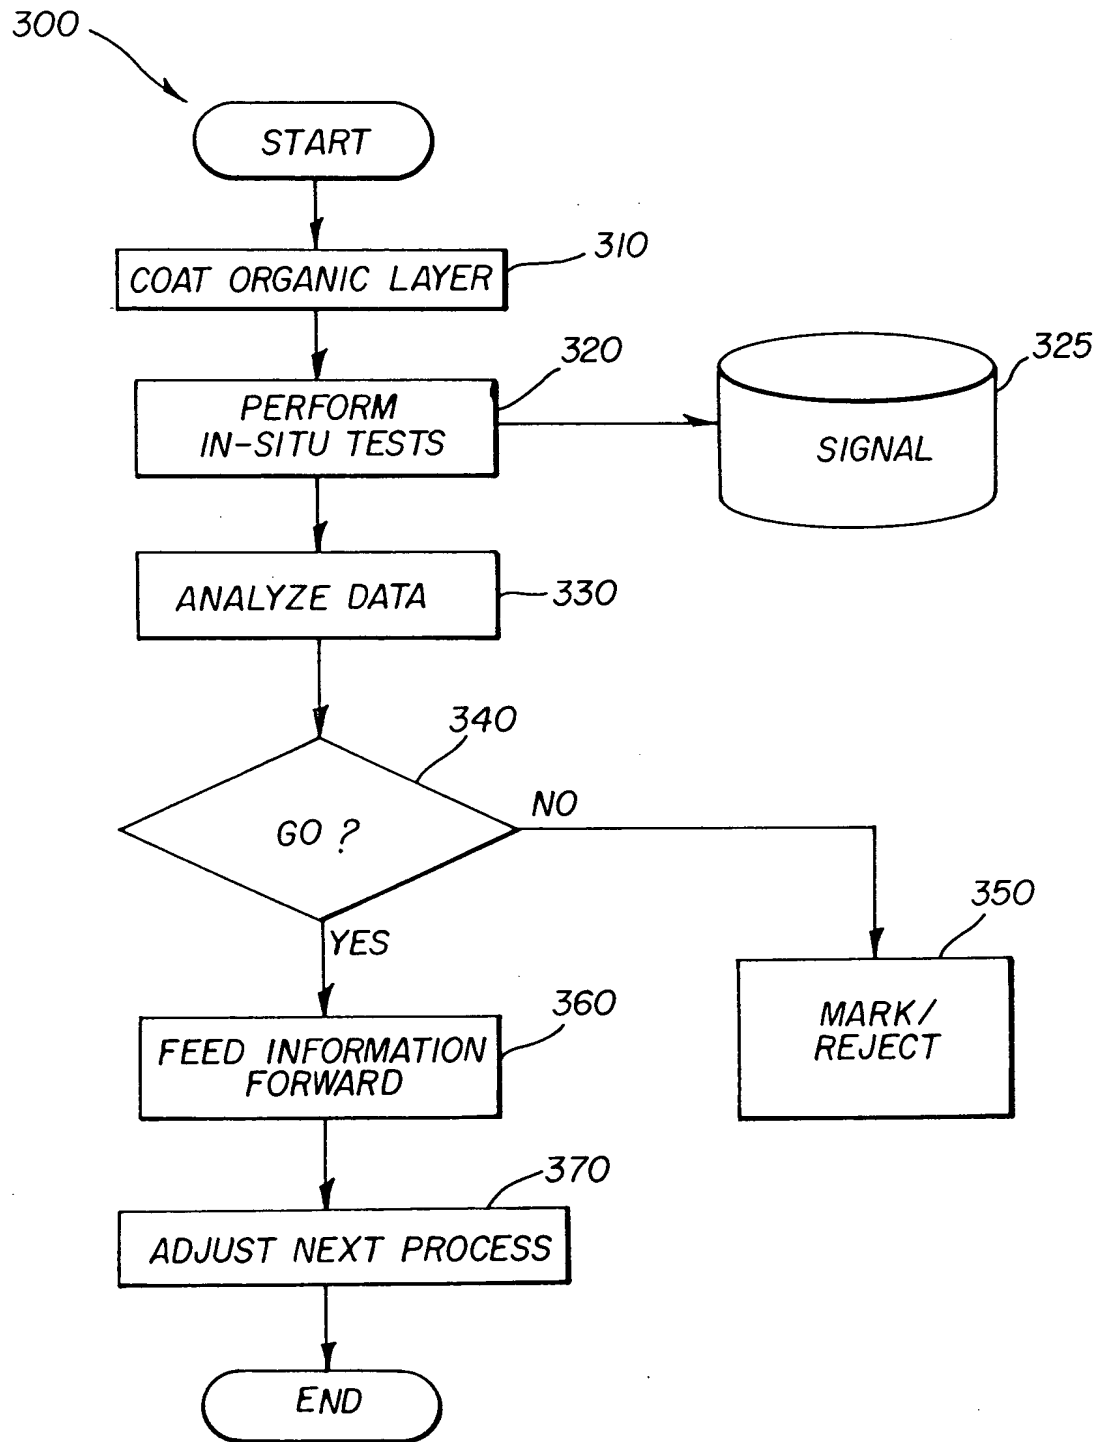 300
START
COAT ORGANIC LAYER
310
PERFORM
IN-SITU TESTS
320
SIGNAL
325
ANALYZE DATA
330
GO ?
340
NO
YES
MARK/
REJECT
350
FEED INFORMATION
FORWARD
360
ADJUST NEXT PROCESS
370
END